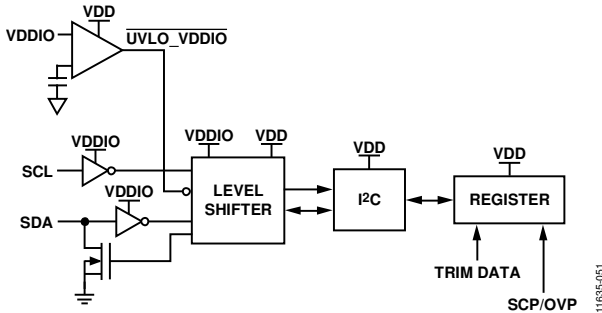 VDD
VDDIO
UVLO_VDDIO
VDDIO
VDDIO VDD
VDD
VDD
SCL
VDDIO
LEVEL
SHIFTER
I2C
REGISTER
SDA
TRIM DATA
SCP/OVP
11635-051